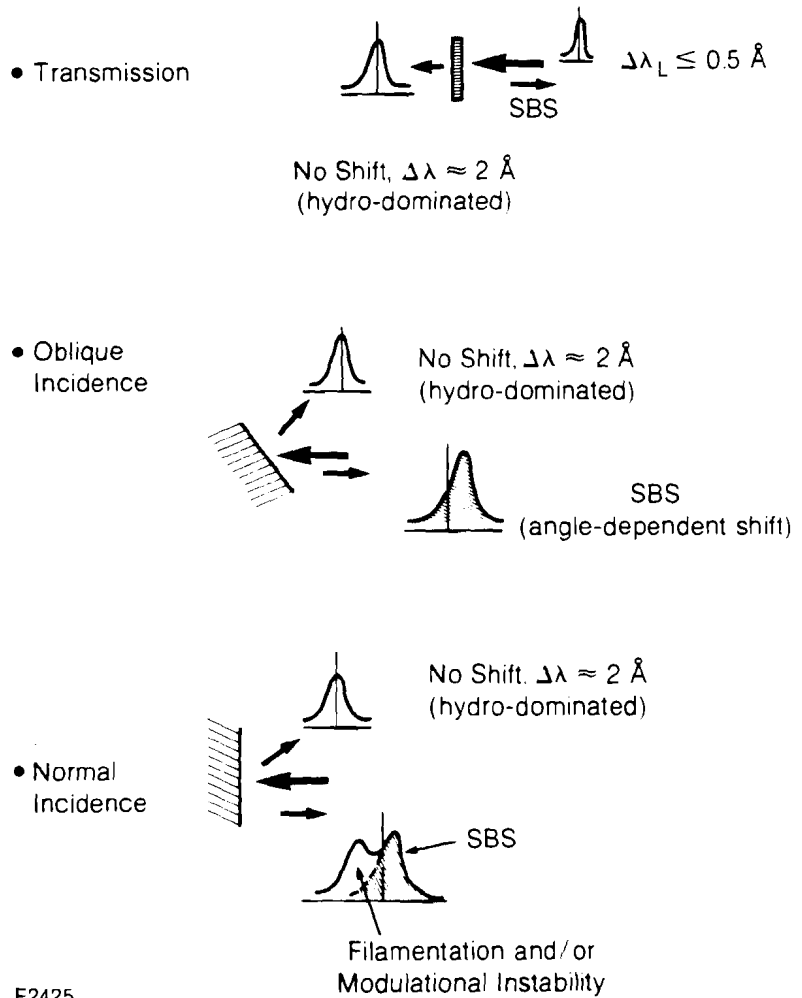 • Transmission
Δλ_L ≤ 0.5 Å
SBS
No Shift, Δλ ≈ 2 Å
(hydro-dominated)
• Oblique
Incidence
No Shift, Δλ ≈ 2 Å
(hydro-dominated)
SBS
(angle-dependent shift)
No Shift, Δλ ≈ 2 Å
(hydro-dominated)
• Normal
Incidence
SBS
Filamentation and/or
Modulational Instability
E2425